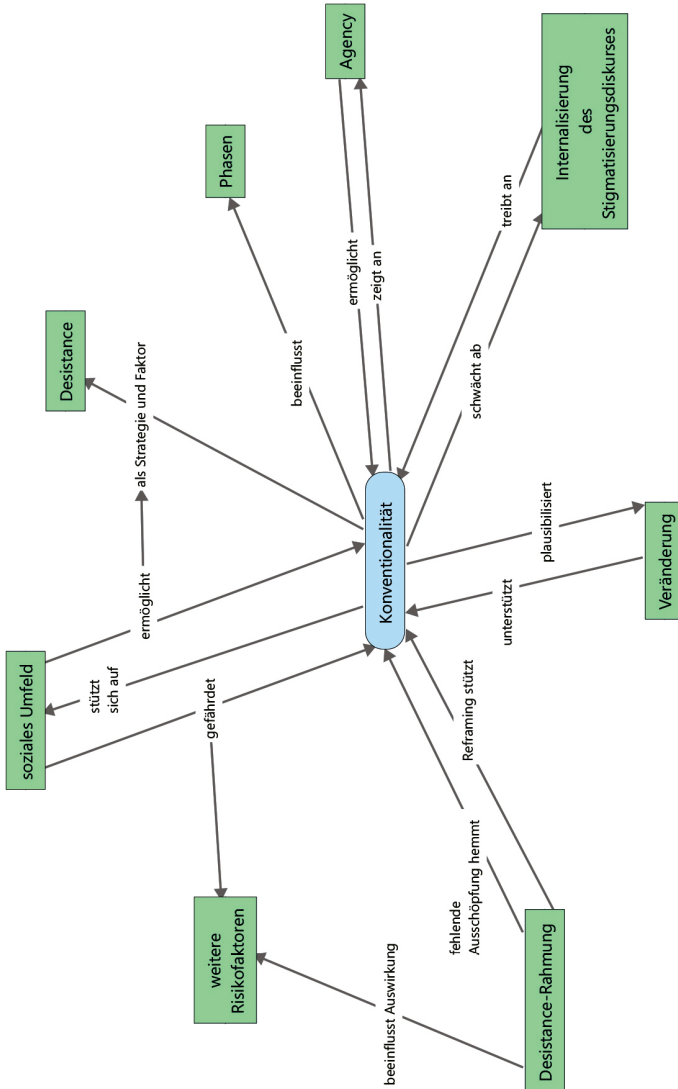 soziales Umfeld
Desistance
Phasen
Agency
stützt
sich auf
ermöglicht
als Strategie und Faktor
beeinflusst
ermöglicht
zeigt an
gefährdet
weitere
Risikofaktoren
Konventionalität
treibt an
schwächt ab
Internalisierung
des
Stigmatisierungsdiskurses
beeinflusst Auswirkung
fehlende
Ausschöpfung hemmt
Reframing stützt
unterstützt
plausibilisiert
Desistance-Rahmung
Veränderung